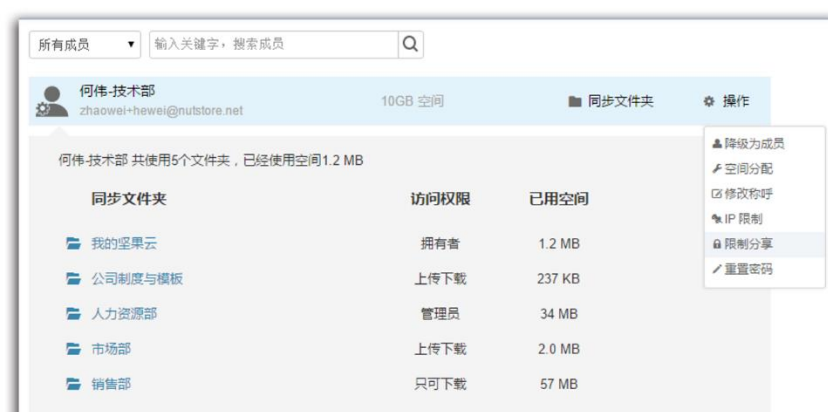 所有成员 输入关键字，搜索成员
何伟-技术部
zhaowei+hewei@nutstore.net 10GB 空间 同步文件夹 操作
降级为成员
空间分配
修改称呼
IP 限制
限制分享
重置密码
何伟-技术部 共使用5个文件夹，已经使用空间1.2 MB
同步文件夹 访问权限 已用空间
我的坚果云 拥有者 1.2 MB
公司制度与模板 上传下载 237 KB
人力资源部 管理员 34 MB
市场部 上传下载 2.0 MB
销售部 只可下载 57 MB